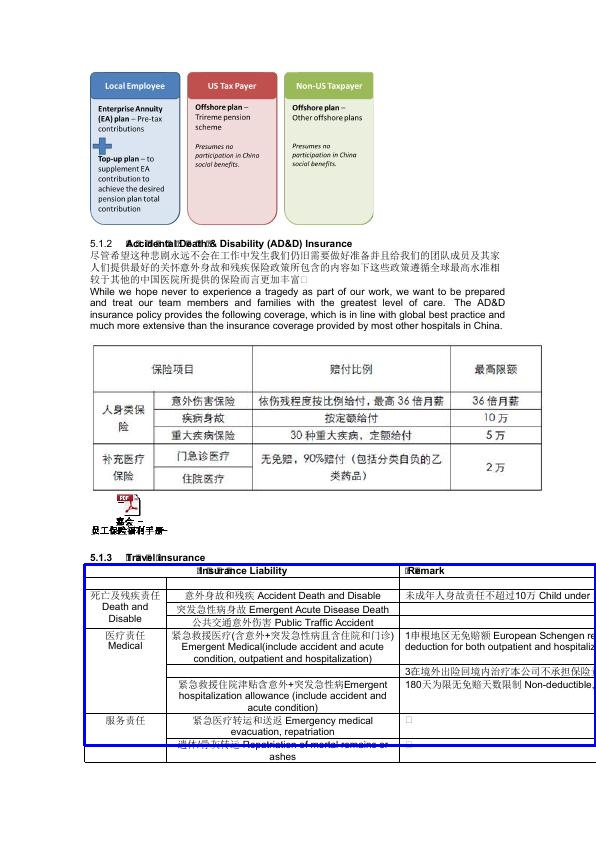 Local Employee
Enterprise Annuity
(EA) plan – Pre-tax
contributions
Top-up plan – to
supplement EA
contribution to
achieve the desired
pension plan total
contribution
US Tax Payer
Offshore plan –
Trireme pension
scheme
Presumes no
participation in China
social benefits.
Non-US Taxpayer
Offshore plan –
Other offshore plans
Presumes no
participation in China
social benefits.
5.1.2 Accidental Death & Disability (AD&D) Insurance
尽管希望这种悲剧永远不会在工作中发生我们仍旧需要做好准备并且给我们的团队成员及其家
人们提供最好的关怀意外身故和残疾保险政策所包含的内容如下这些政策遵循全球最高水准相
较于其他的中国医院所提供的保险而言更加丰富
While we hope never to experience a tragedy as part of our work, we want to be prepared
and treat our team members and families with the greatest level of care. The AD&D
insurance policy provides the following coverage, which is in line with global best practice and
much more extensive than the insurance coverage provided by most other hospitals in China.
保险项目 赔付比例 最高限额
人身类保
险
意外伤害保险 依伤残程度按比例给付, 最高 36 倍月薪 36 倍月薪
疾病身故 按定额给付 10 万
重大疾病保险 30 种重大疾病, 定额给付 5 万
补充医疗
保险
门急诊医疗
住院医疗
无免赔, 90%赔付 (包括分类自负的乙
类药品)
2 万
嘉会 -
员工保险福利手册-
5.1.3 Travel Insurance
Insurance Liability Remark
死亡及残疾责任
Death and
Disable
意外身故和残疾 Accident Death and Disable 未成年人身故责任不超过10万 Child under
突发急性病身故 Emergent Acute Disease Death
公共交通意外伤害 Public Traffic Accident
医疗责任
Medical
紧急救援医疗(含意外+突发急性病且含住院和门诊)
Emergent Medical(include accident and acute
condition, outpatient and hospitalization)
1申根地区无免赔额 European Schengen re
deduction for both outpatient and hospitaliz
3在境外出险回境内治疗本公司不承担保险
紧急救援住院津贴含意外+突发急性病Emergent
hospitalization allowance (include accident and
acute condition)
180天为限无免赔天数限制 Non-deductible,
服务责任
紧急医疗转运和送返 Emergency medical
evacuation, repatriation
遗体/骨灰转运 Repatriation of mortal remains or
ashes